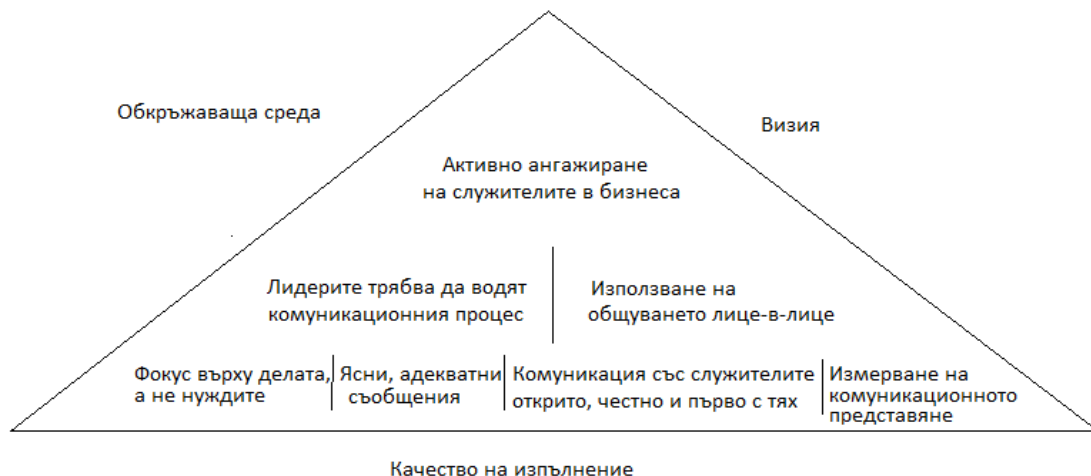 Обкръжаваща среда
Визия
Активно ангажиране
на служителите в бизнеса
Лидерите трябва да водят
комуникационния процес
Използване на
общуването лице-в-лице
Фокус върху делата,
а не нуждите
Ясни, адекватни
съобщения
Комуникация със служителите
открито, честно и първо с тях
Измерване на
комуникационното
представяне
Качество на изпълнение